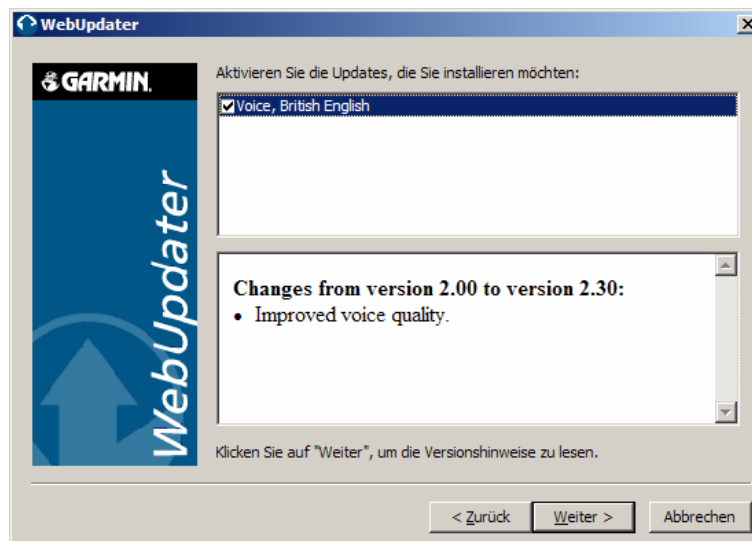 WebUpdater
GARMIN.
WebUpdater
Aktivieren Sie die Updates, die Sie installieren möchten:
Voice, British English
Changes from version 2.00 to version 2.30:
• Improved voice quality.
Klicken Sie auf "Weiter", um die Versionshinweise zu lesen.
< Zurück
Weiter >
Abbrechen